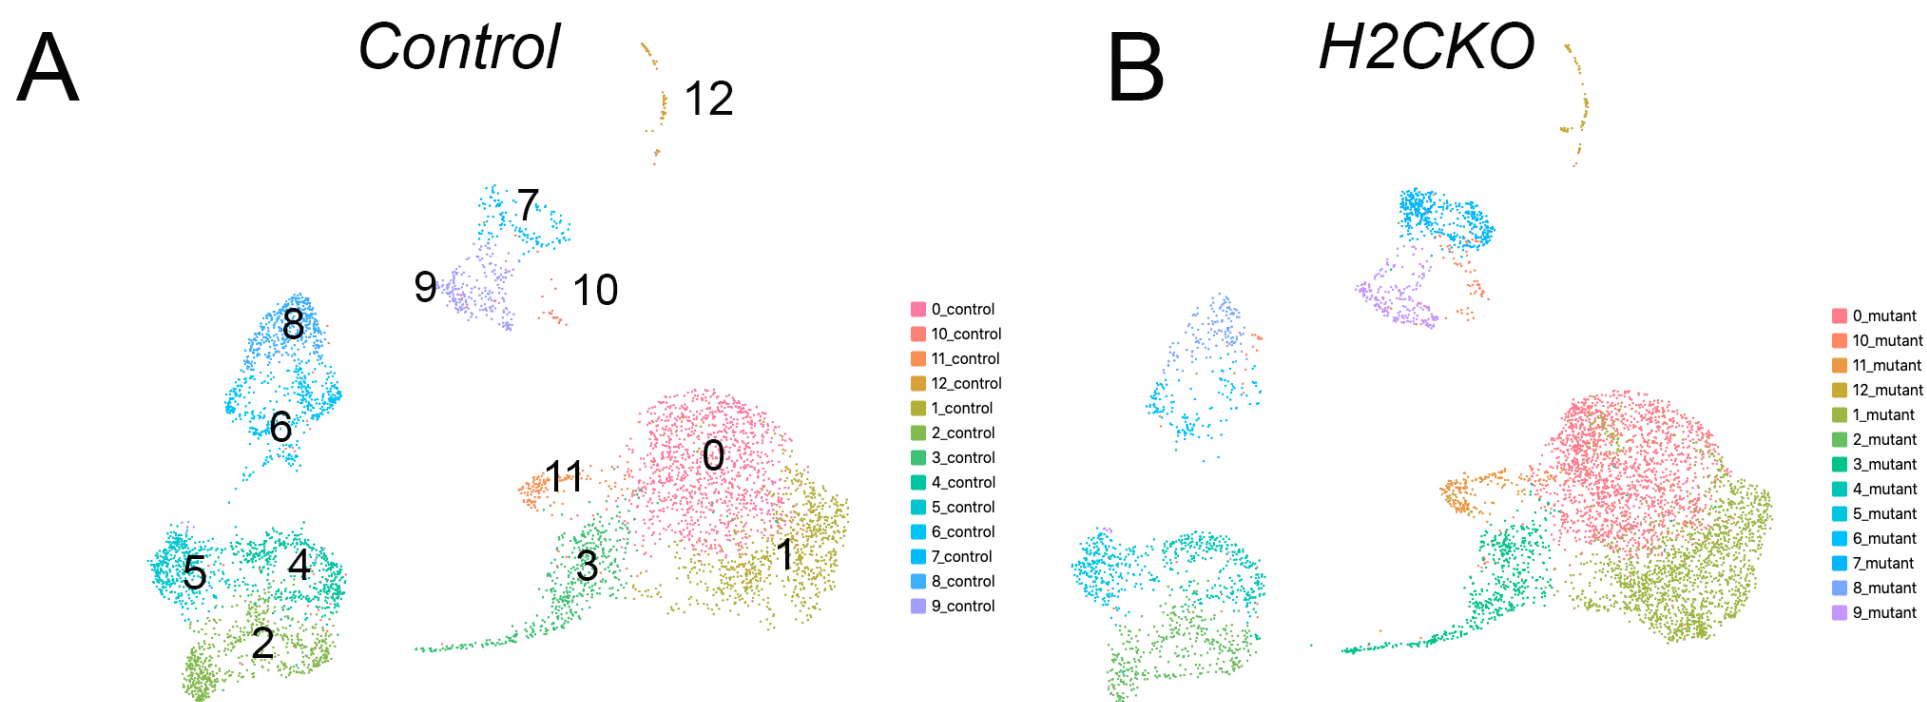 A
Control
12
7
9
10
8
6
11
0
5
4
3
1
2
0_control
10_control
11_control
12_control
1_control
2_control
3_control
4_control
5_control
6_control
7_control
8_control
9_control
B
H2CKO
0_mutant
10_mutant
11_mutant
12_mutant
1_mutant
2_mutant
3_mutant
4_mutant
5_mutant
6_mutant
7_mutant
8_mutant
9_mutant